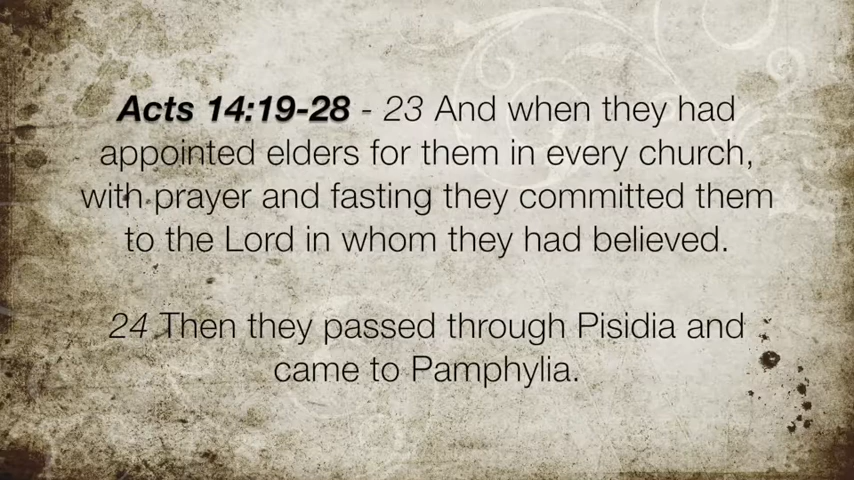 Acts 14:19-28 - 23 And when they had
appointed elders for them in every church,
with prayer and fasting they committed them
to the Lord in whom they had believed.
24 Then they passed through Pisidia and
came to Pamphylia.